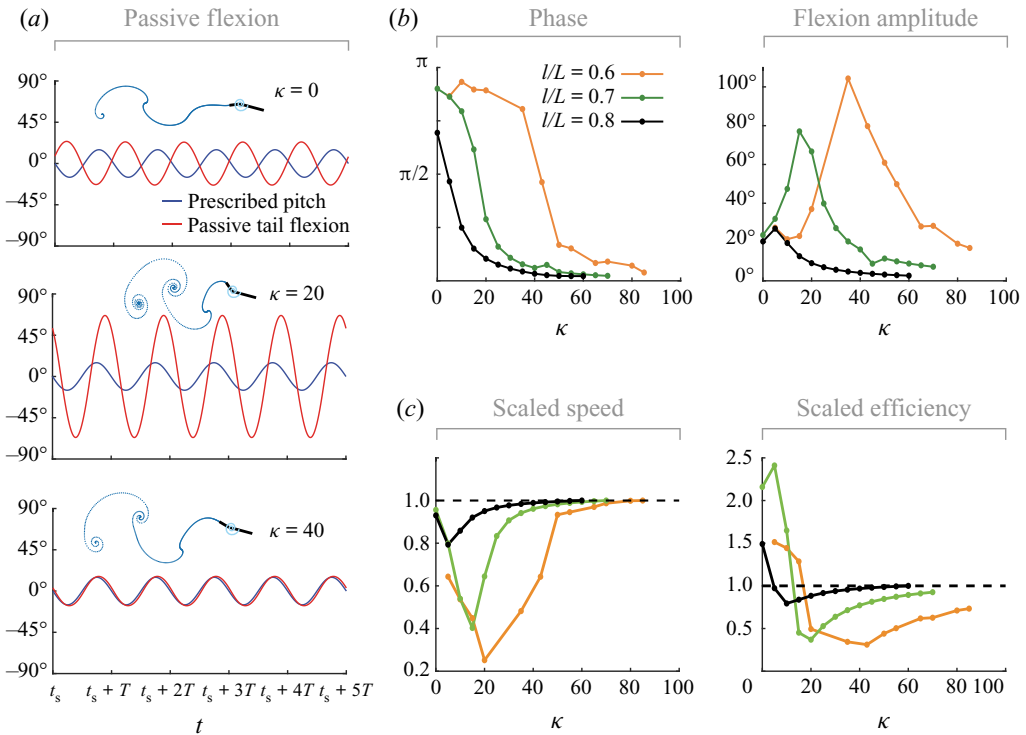 (a) Passive flexion
90°
45°
0°
–45°
–90°
κ = 0
Prescribed pitch
Passive tail flexion
90°
45°
0°
–45°
–90°
κ = 20
90°
45°
0°
–45°
–90°
κ = 40
ts ts + T ts + 2T ts + 3T ts + 4T ts + 5T
t
(b) Phase
π
π/2
l/L = 0.6
l/L = 0.7
l/L = 0.8
0 20 40 60 80 100
κ
Flexion amplitude
100°
80°
60°
40°
20°
0°
0 20 40 60 80 100
κ
(c) Scaled speed
1.0
0.8
0.6
0.4
0.2
0 20 40 60 80 100
κ
Scaled efficiency
2.5
2.0
1.5
1.0
0.5
0 20 40 60 80 100
κ